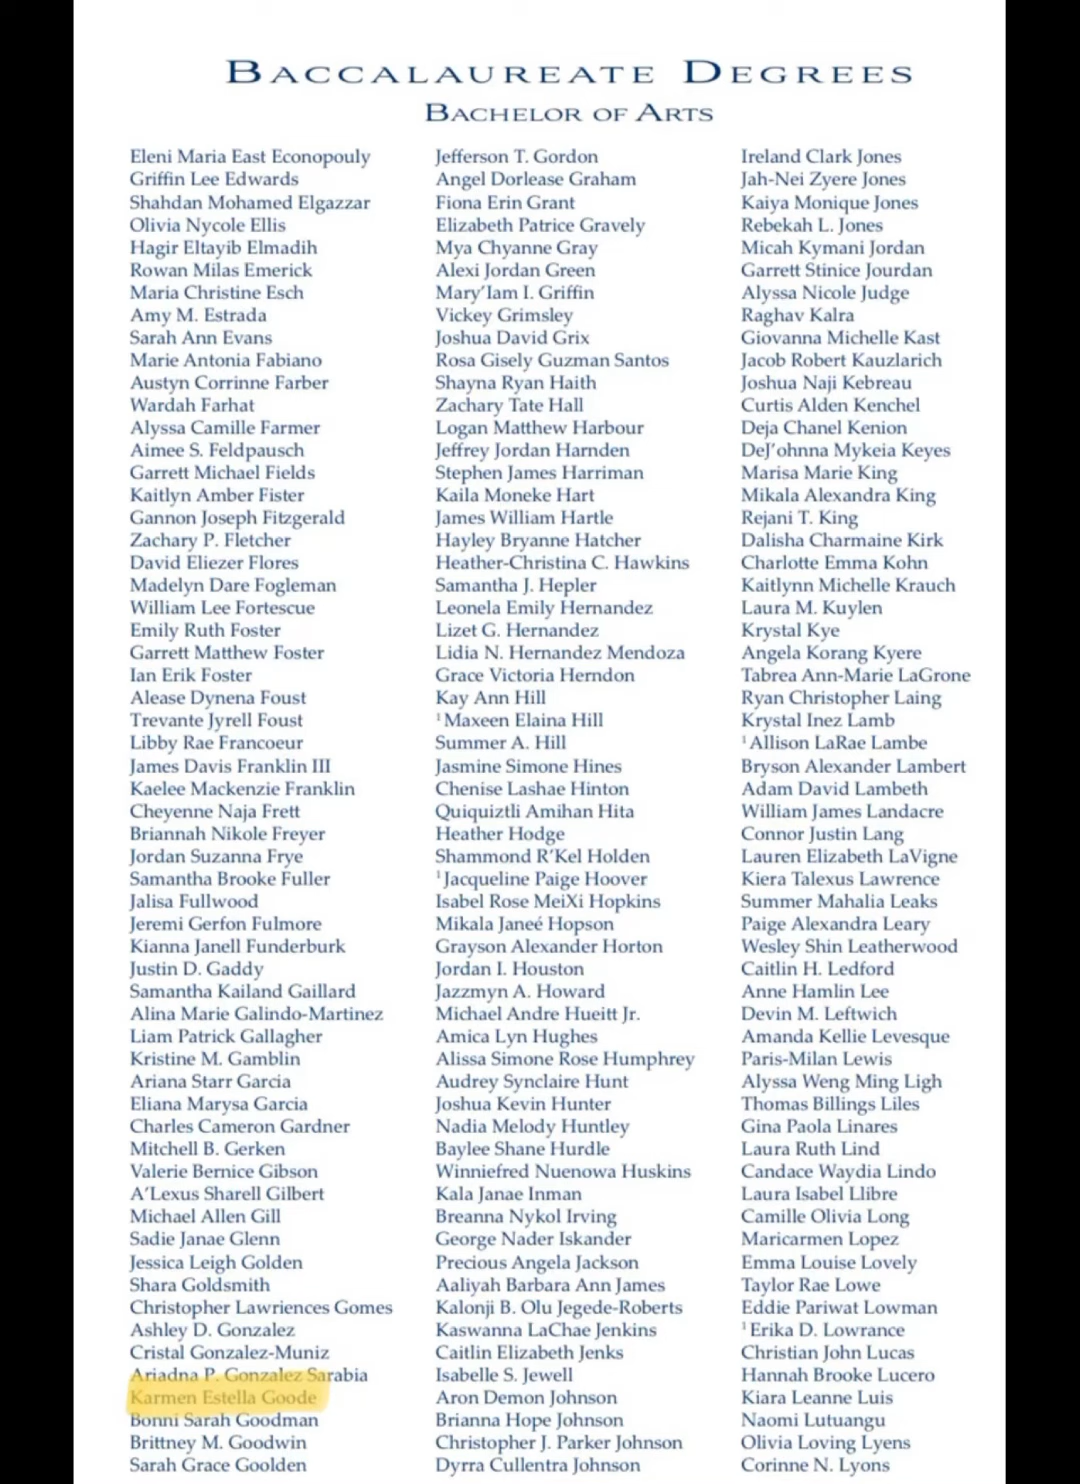 BACCALAUREATE DEGREES
BACHELOR OF ARTS
Eleni Maria East Econopouly
Griffin Lee Edwards
Shahdan Mohamed Elgazzar
Olivia Nycole Ellis
Hagir Eltayib Elmadih
Rowan Milas Emerick
Maria Christine Esch
Amy M. Estrada
Sarah Ann Evans
Marie Antonia Fabiano
Austyn Corrinne Farber
Wardah Farhat
Alyssa Camille Farmer
Aimee S. Feldpausch
Garrett Michael Fields
Kaitlyn Amber Fister
Gannon Joseph Fitzgerald
Zachary P. Fletcher
David Eliezer Flores
Madelyn Dare Fogleman
William Lee Fortescue
Emily Ruth Foster
Garrett Matthew Foster
Ian Erik Foster
Alease Dynena Foust
Trevante Jyrell Foust
Libby Rae Francoeur
James Davis Franklin III
Kaelee Mackenzie Franklin
Cheyenne Naja Frett
Briannah Nikole Freyer
Jordan Suzanna Frye
Samantha Brooke Fuller
Jalisa Fullwood
Jeremi Gerfon Fulmore
Kianna Janell Funderburk
Justin D. Gaddy
Samantha Kailand Gaillard
Alina Marie Galindo-Martinez
Liam Patrick Gallagher
Kristine M. Gamblin
Ariana Starr Garcia
Eliana Marysa Garcia
Charles Cameron Gardner
Mitchell B. Gerken
Valerie Bernice Gibson
A'Lexus Sharell Gilbert
Michael Allen Gill
Sadie Janae Glenn
Jessica Leigh Golden
Shara Goldsmith
Christopher Lawriences Gomes
Ashley D. Gonzalez
Cristal Gonzalez-Muniz
Ariadna P. Gonzalez Sarabia
Karmen Estella Goode
Bonni Sarah Goodman
Brittney M. Goodwin
Sarah Grace Goolden
Jefferson T. Gordon
Angel Dorlease Graham
Fiona Erin Grant
Elizabeth Patrice Gravely
Mya Chyanne Gray
Alexi Jordan Green
Mary'Iam I. Griffin
Vickey Grimsley
Joshua David Grix
Rosa Gisely Guzman Santos
Shayna Ryan Haith
Zachary Tate Hall
Logan Matthew Harbour
Jeffrey Jordan Harnden
Stephen James Harriman
Kaila Moneke Hart
James William Hartle
Hayley Bryanne Hatcher
Heather-Christina C. Hawkins
Samantha J. Hepler
Leonela Emily Hernandez
Lizet G. Hernandez
Lidia N. Hernandez Mendoza
Grace Victoria Herndon
Kay Ann Hill
¹ Maxeen Elaina Hill
Summer A. Hill
Jasmine Simone Hines
Chenise Lashae Hinton
Quiquiztli Amihan Hita
Heather Hodge
Shammond R'Kel Holden
¹ Jacqueline Paige Hoover
Isabel Rose MeiXi Hopkins
Mikala Janeé Hopson
Grayson Alexander Horton
Jordan I. Houston
Jazzmyn A. Howard
Michael Andre Hueitt Jr.
Amica Lyn Hughes
Alissa Simone Rose Humphrey
Audrey Synclaire Hunt
Joshua Kevin Hunter
Nadia Melody Huntley
Baylee Shane Hurdle
Winniefred Nuenowa Huskins
Kala Janae Inman
Breanna Nykol Irving
George Nader Iskander
Precious Angela Jackson
Aaliyah Barbara Ann James
Kalonji B. Olu Jegede-Roberts
Kaswanna LaChae Jenkins
Caitlin Elizabeth Jenks
Isabelle S. Jewell
Aron Demon Johnson
Brianna Hope Johnson
Christopher J. Parker Johnson
Dyrra Cullentra Johnson
Ireland Clark Jones
Jah-Nei Zyere Jones
Kaiya Monique Jones
Rebekah L. Jones
Micah Kymani Jordan
Garrett Stinice Jourdan
Alyssa Nicole Judge
Raghav Kalra
Giovanna Michelle Kast
Jacob Robert Kauzlarich
Joshua Naji Kebreau
Curtis Alden Kenchel
Deja Chanel Kenion
DeJ'ohnna Mykeia Keyes
Marisa Marie King
Mikala Alexandra King
Rejani T. King
Dalisha Charmaine Kirk
Charlotte Emma Kohn
Kaitlynn Michelle Krauch
Laura M. Kuylen
Krystal Kye
Angela Korang Kyere
Tabrea Ann-Marie LaGrone
Ryan Christopher Laing
Krystal Inez Lamb
¹ Allison LaRae Lambe
Bryson Alexander Lambert
Adam David Lambeth
William James Landacre
Connor Justin Lang
Lauren Elizabeth LaVigne
Kiera Talexus Lawrence
Summer Mahalia Leaks
Paige Alexandra Leary
Wesley Shin Leatherwood
Caitlin H. Ledford
Anne Hamlin Lee
Devin M. Leftwich
Amanda Kellie Levesque
Paris-Milan Lewis
Alyssa Weng Ming Ligh
Thomas Billings Liles
Gina Paola Linares
Laura Ruth Lind
Candace Waydia Lindo
Laura Isabel Llibre
Camille Olivia Long
Maricarmen Lopez
Emma Louise Lovely
Taylor Rae Lowe
Eddie Pariwat Lowman
¹ Erika D. Lowrance
Christian John Lucas
Hannah Brooke Lucero
Kiara Leanne Luis
Naomi Lutuangu
Olivia Loving Lyens
Corinne N. Lyons